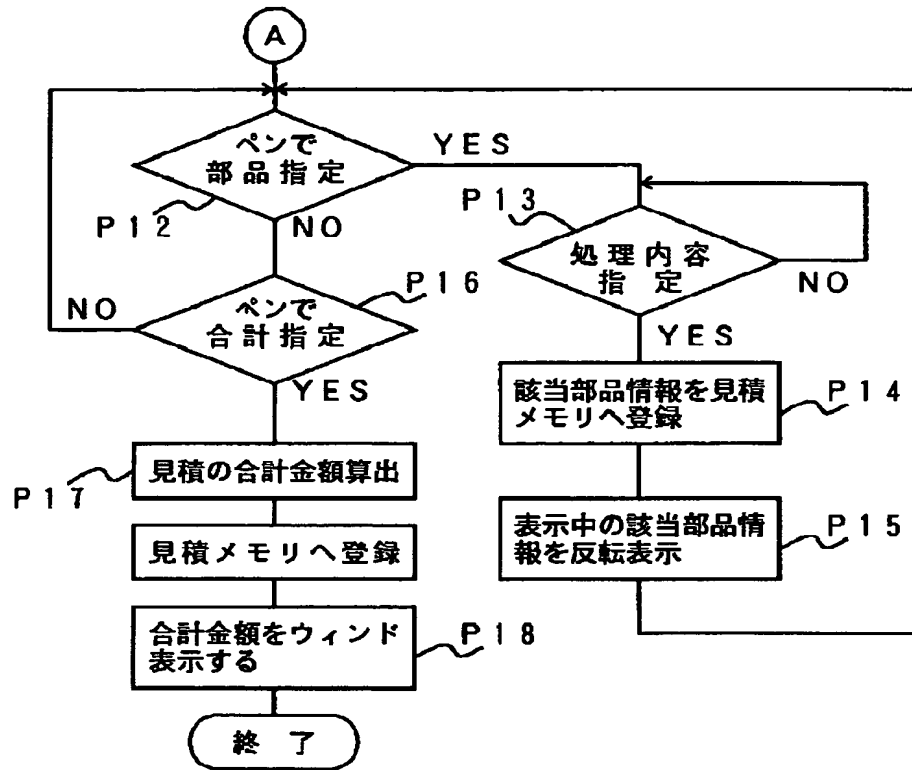 A
ペンで
部品指定
YES
P12
NO
P13
処理内容
指定
NO
P16
ペンで
合計指定
NO
YES
YES
該当部品情報を見積
メモリへ登録
P14
見積の合計金額算出
P17
表示中の該当部品情
報を反転表示
P15
見積メモリへ登録
合計金額をウィンド
表示する
P18
終了